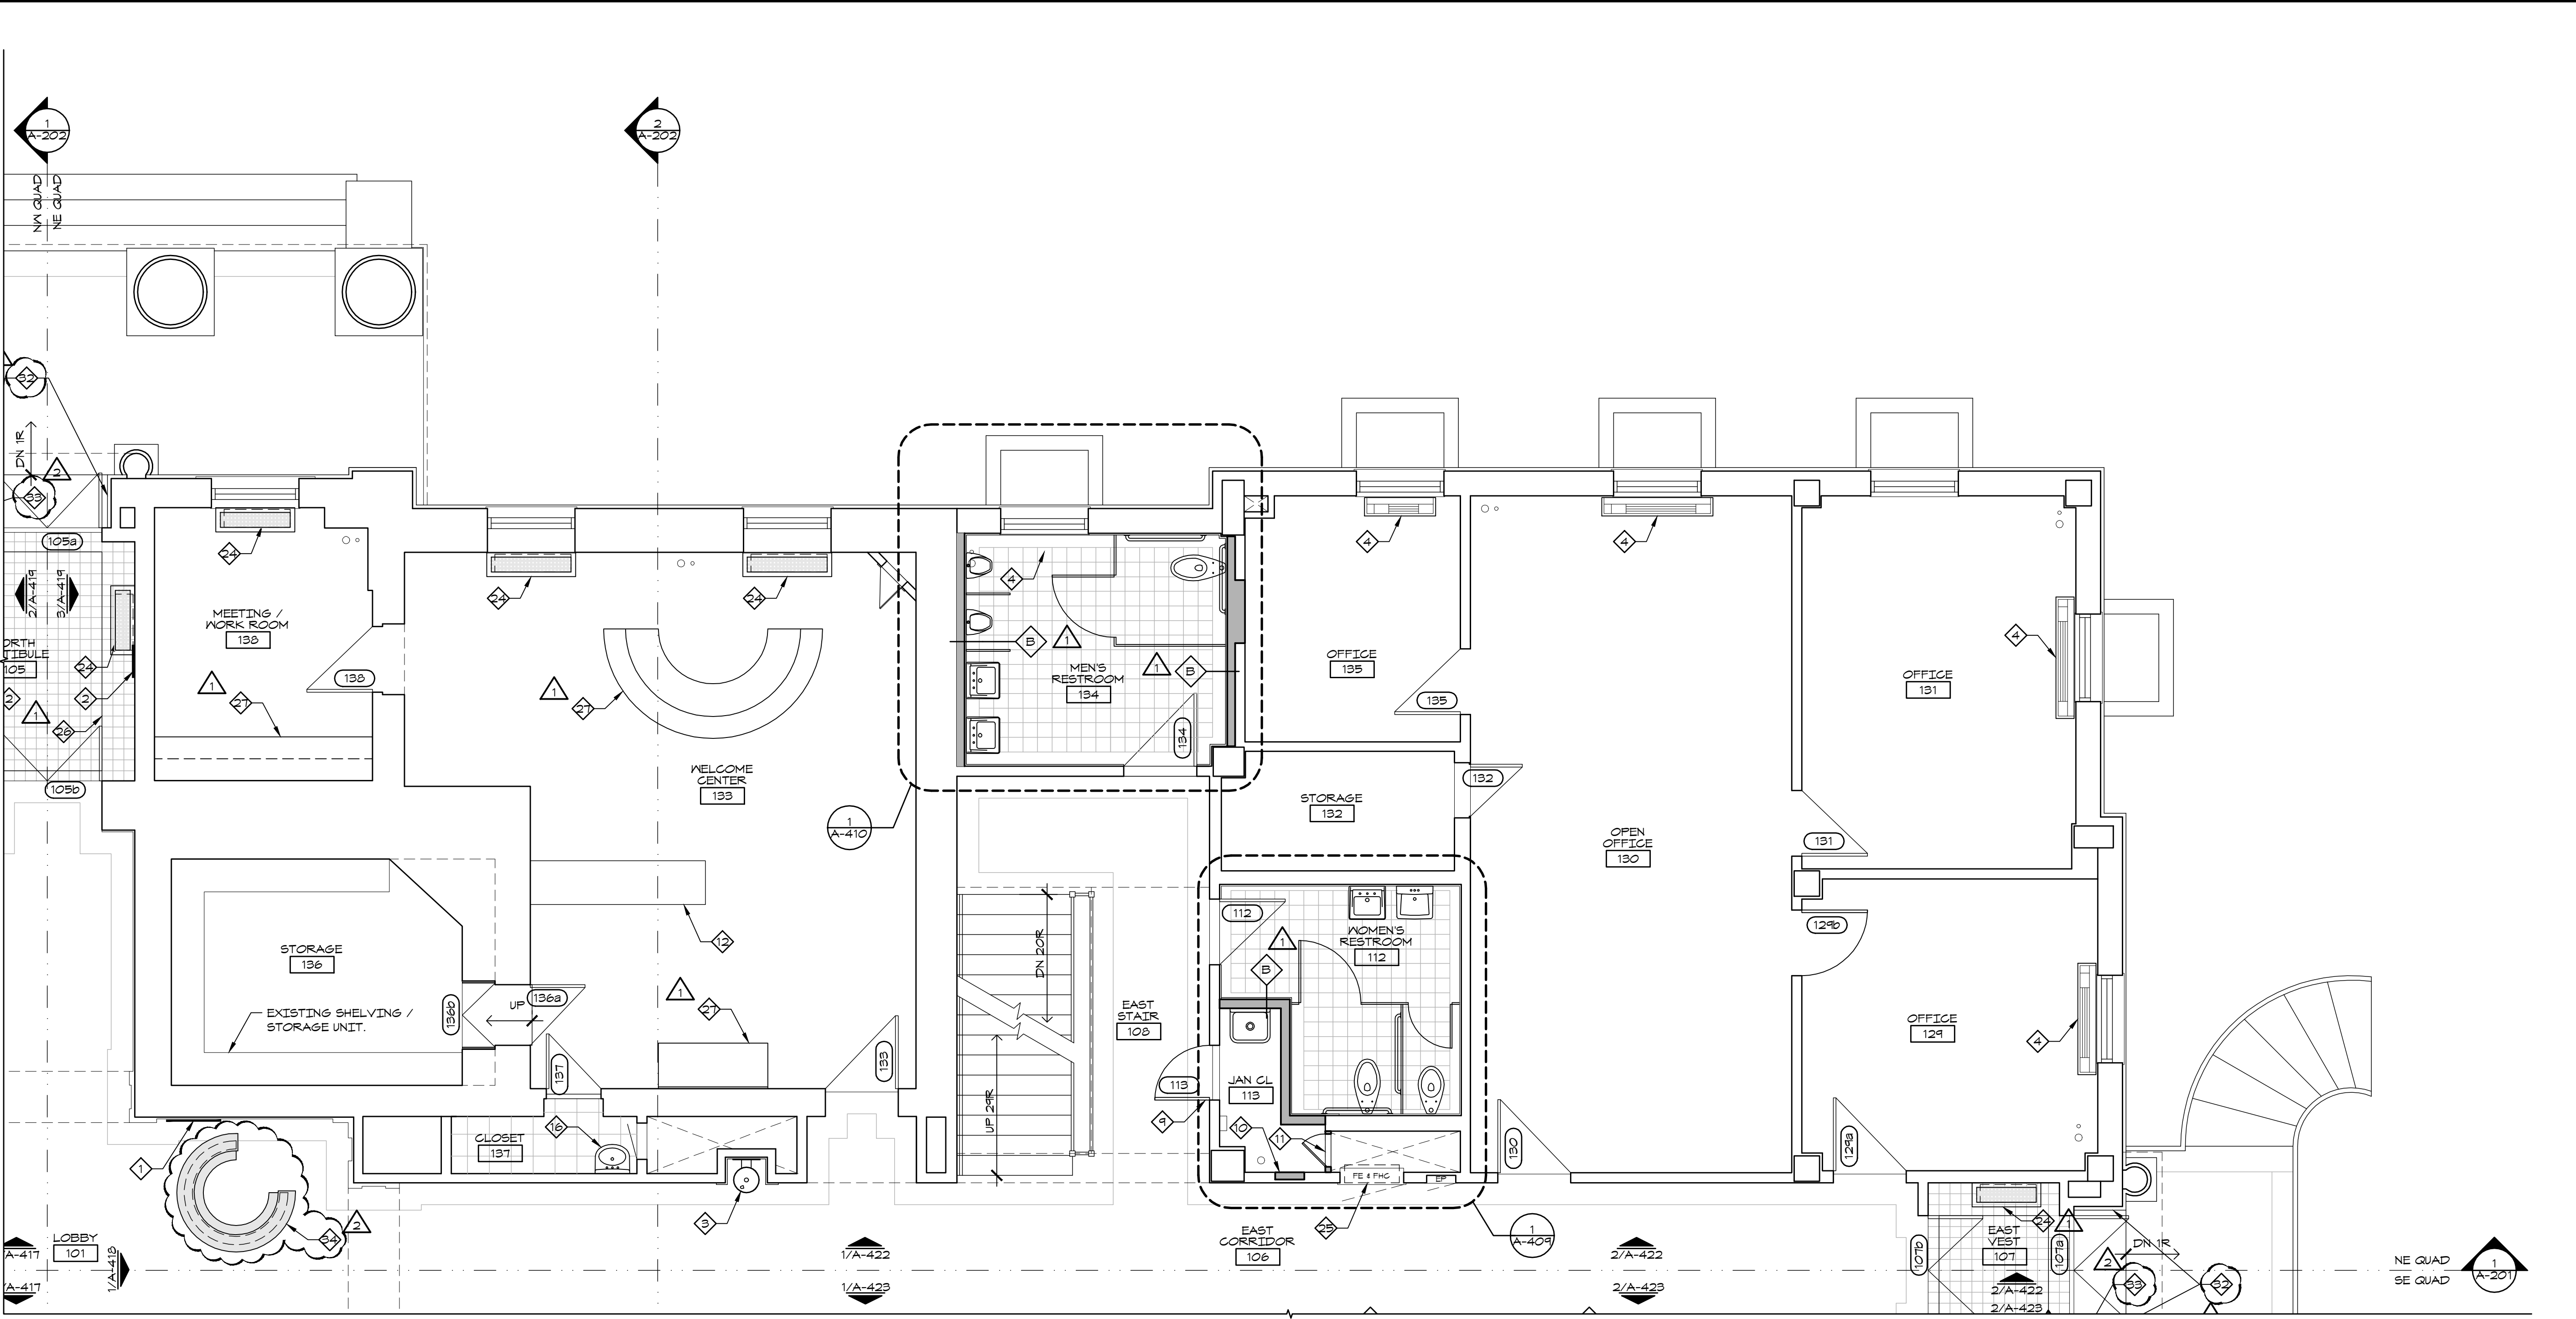 1
A-202
2
A-202
NW QUAD
NE QUAD
32
DN 1R
2
33
105a
2/A-419
3/A-419
ORTH
TIBULE
105
24
2
2
1
26
105b
24
MEETING /
WORK ROOM
138
1
27
138
24
24
1
27
WELCOME
CENTER
133
1
A-410
4
B
1
MEN'S
RESTROOM
134
1
B
134
4
OFFICE
135
135
4
STORAGE
132
132
OPEN
OFFICE
130
OFFICE
131
131
4
129b
OFFICE
129
4
12
STORAGE
136
EXISTING SHELVING /
STORAGE UNIT.
136b
UP
136a
1
27
137
133
DN 20R
UP 29R
EAST
STAIR
108
112
1
B
WOMEN'S
RESTROOM
112
113
9
JAN CL
113
10
11
FE & FHC
EP
25
130
129a
CLOSET
137
16
3
1
34
2
LOBBY
101
/A-417
/A-417
1/A-418
1/A-422
1/A-423
EAST
CORRIDOR
106
1
A-409
2/A-422
2/A-423
24
1
EAST
VEST
107
107b
107a
2/A-422
2/A-423
DN 1R
2
33
32
NE QUAD
SE QUAD
1
A-201